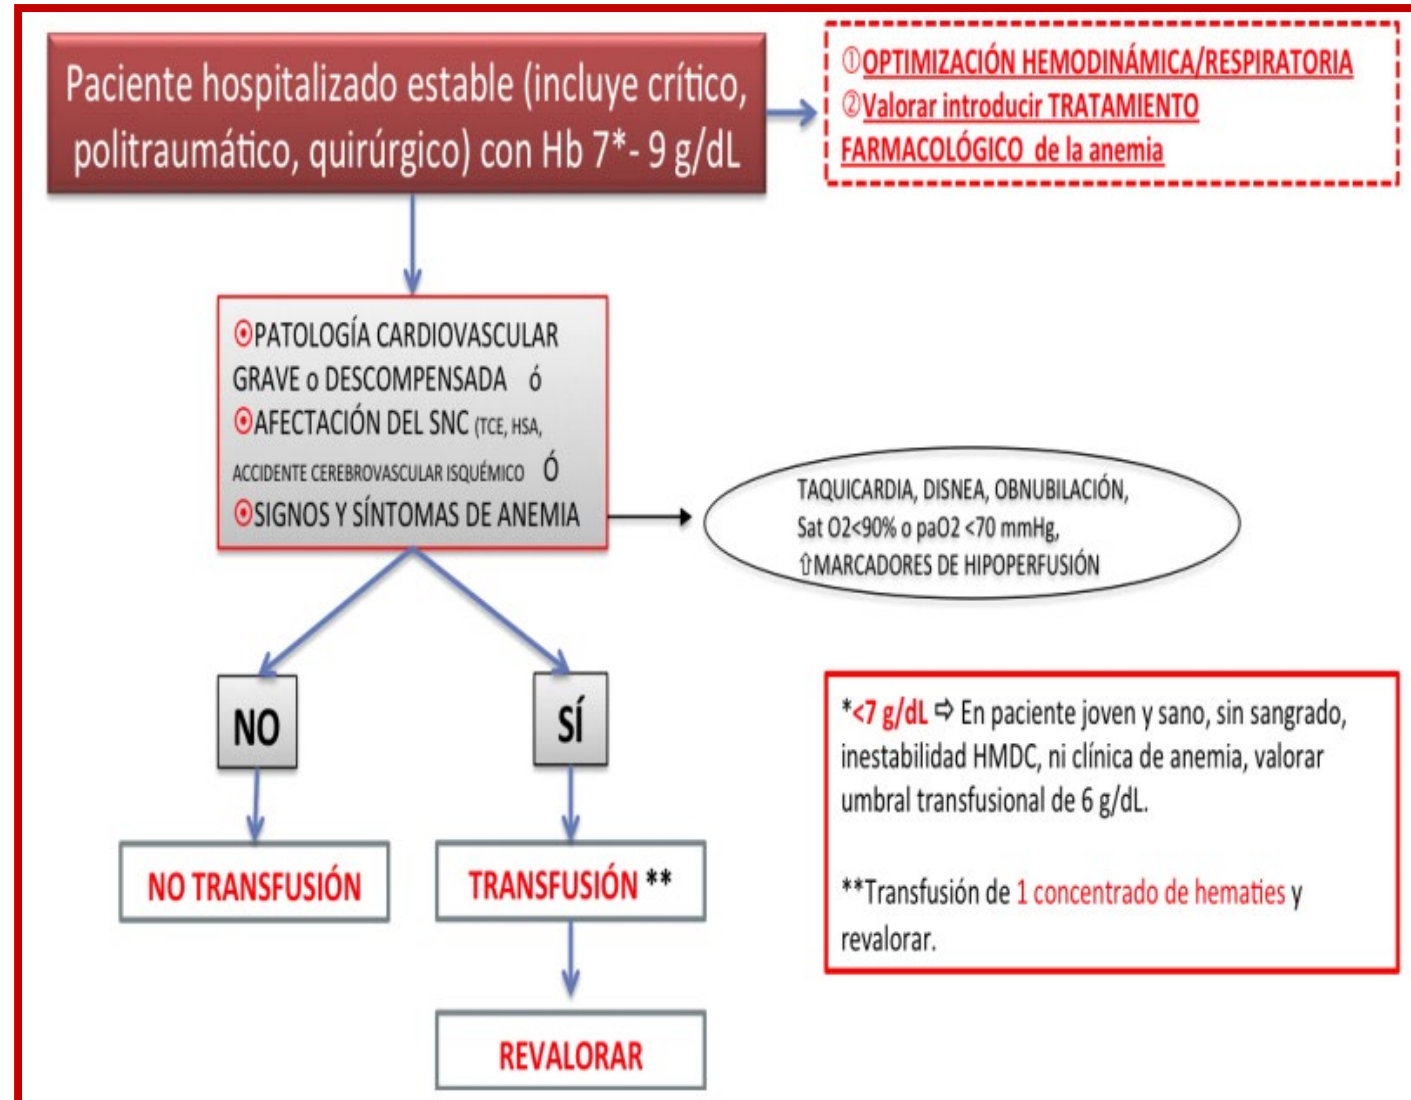 Paciente hospitalizado estable (incluye crítico,
politraumático, quirúrgico) con Hb 7*- 9 g/dL
①OPTIMIZACIÓN HEMODINÁMICA/RESPIRATORIA
②Valorar introducir TRATAMIENTO
FARMACOLÓGICO de la anemia
⦿PATOLOGÍA CARDIOVASCULAR
GRAVE o DESCOMPENSADA ó
⦿AFECTACIÓN DEL SNC (TCE, HSA,
ACCIDENTE CEREBROVASCULAR ISQUÉMICO Ó
⦿SIGNOS Y SÍNTOMAS DE ANEMIA
TAQUICARDIA, DISNEA, OBNUBILACIÓN,
Sat O2<90% o paO2 <70 mmHg,
⇧MARCADORES DE HIPOPERFUSIÓN
NO
SÍ
NO TRANSFUSIÓN
TRANSFUSIÓN **
REVALORAR
*<7 g/dL ⇨ En paciente joven y sano, sin sangrado,
inestabilidad HMDC, ni clínica de anemia, valorar
umbral transfusional de 6 g/dL.
**Transfusión de 1 concentrado de hematies y
revalorar.